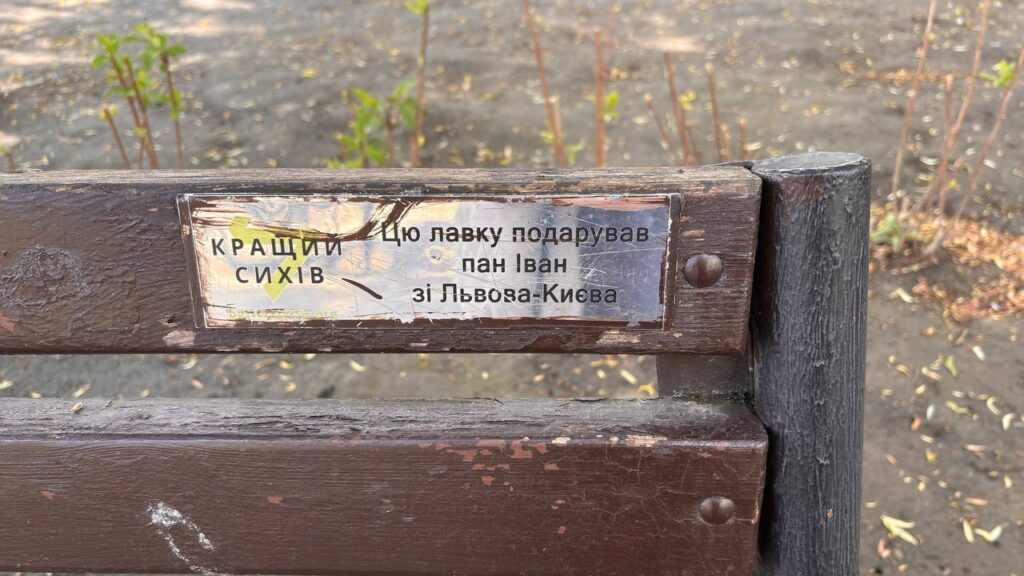 КРАЩИЙ
СИХІВ
Цю лавку подарував
пан Іван
зі Львова-Києва